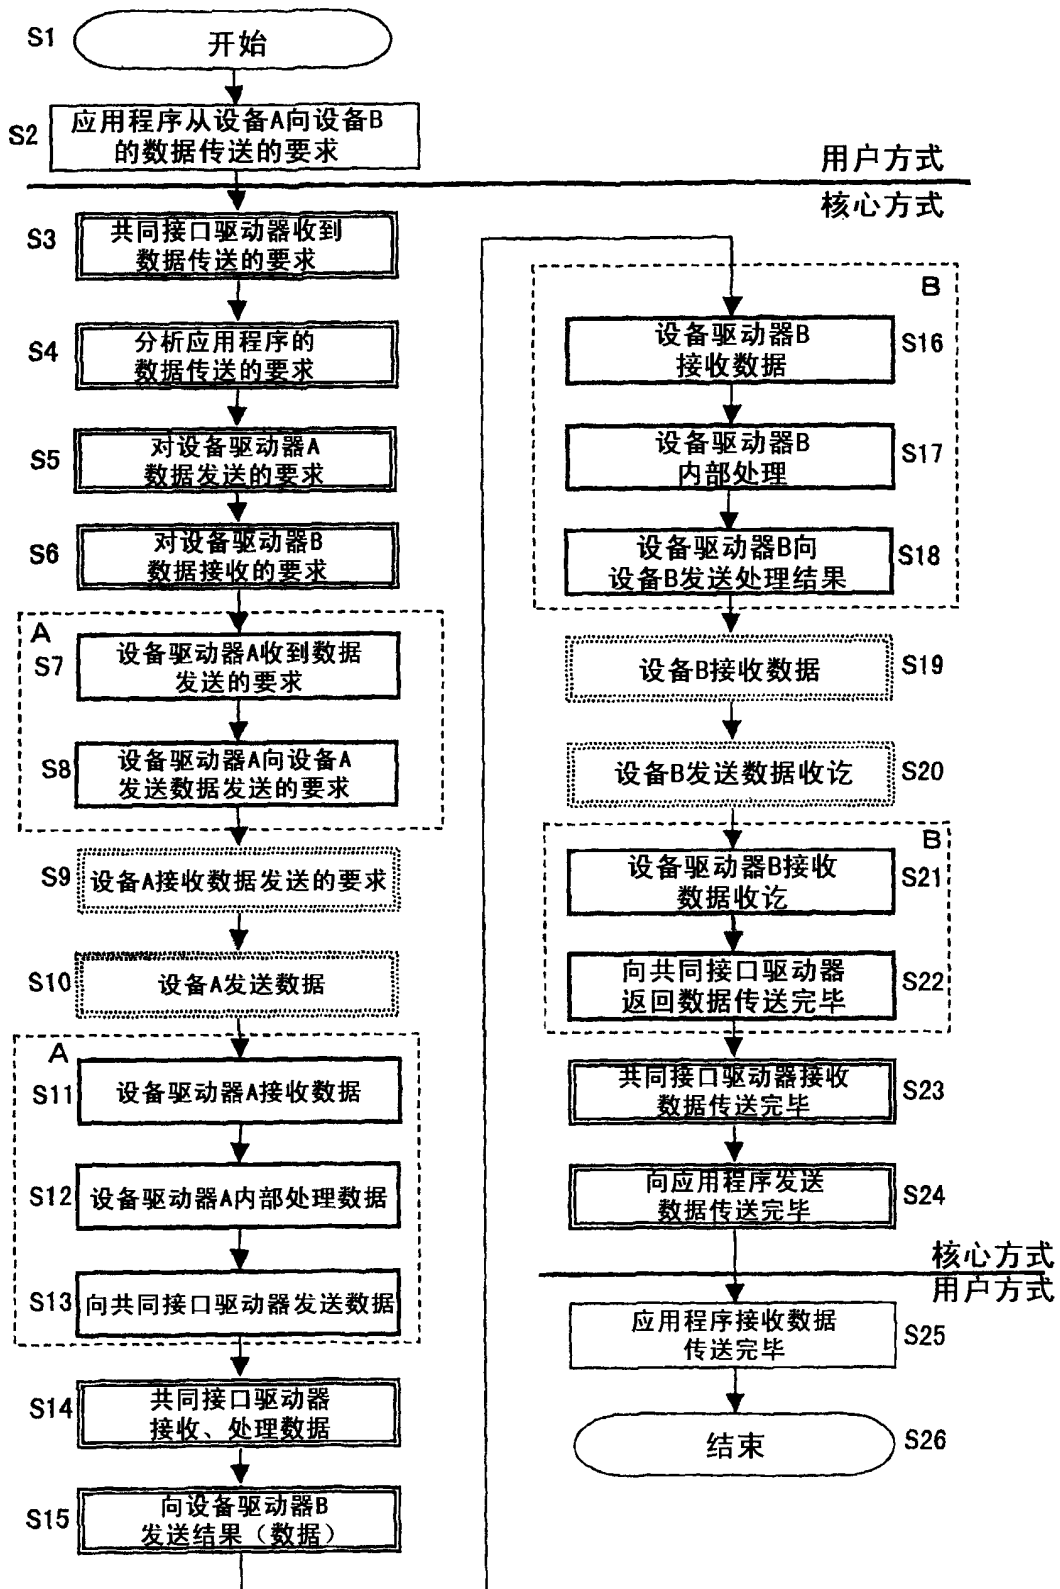 S1
开始
S2
应用程序从设备A向设备B
的数据传送的要求
用户方式
核心方式
S3
共同接口驱动器收到
数据传送的要求
S4
分析应用程序的
数据传送的要求
S5
对设备驱动器A
数据发送的要求
S6
对设备驱动器B
数据接收的要求
A
S7
设备驱动器A收到数据
发送的要求
S8
设备驱动器A向设备A
发送数据发送的要求
S9
设备A接收数据发送的要求
S10
设备A发送数据
A
S11
设备驱动器A接收数据
S12
设备驱动器A内部处理数据
S13
向共同接口驱动器发送数据
S14
共同接口驱动器
接收、处理数据
S15
向设备驱动器B
发送结果（数据）
B
设备驱动器B
接收数据
S16
设备驱动器B
内部处理
S17
设备驱动器B向
设备B发送处理结果
S18
设备B接收数据
S19
设备B发送数据收讫
S20
B
设备驱动器B接收
数据收讫
S21
向共同接口驱动器
返回数据传送完毕
S22
共同接口驱动器接收
数据传送完毕
S23
向应用程序发送
数据传送完毕
S24
核心方式
用户方式
应用程序接收数据
传送完毕
S25
结束
S26